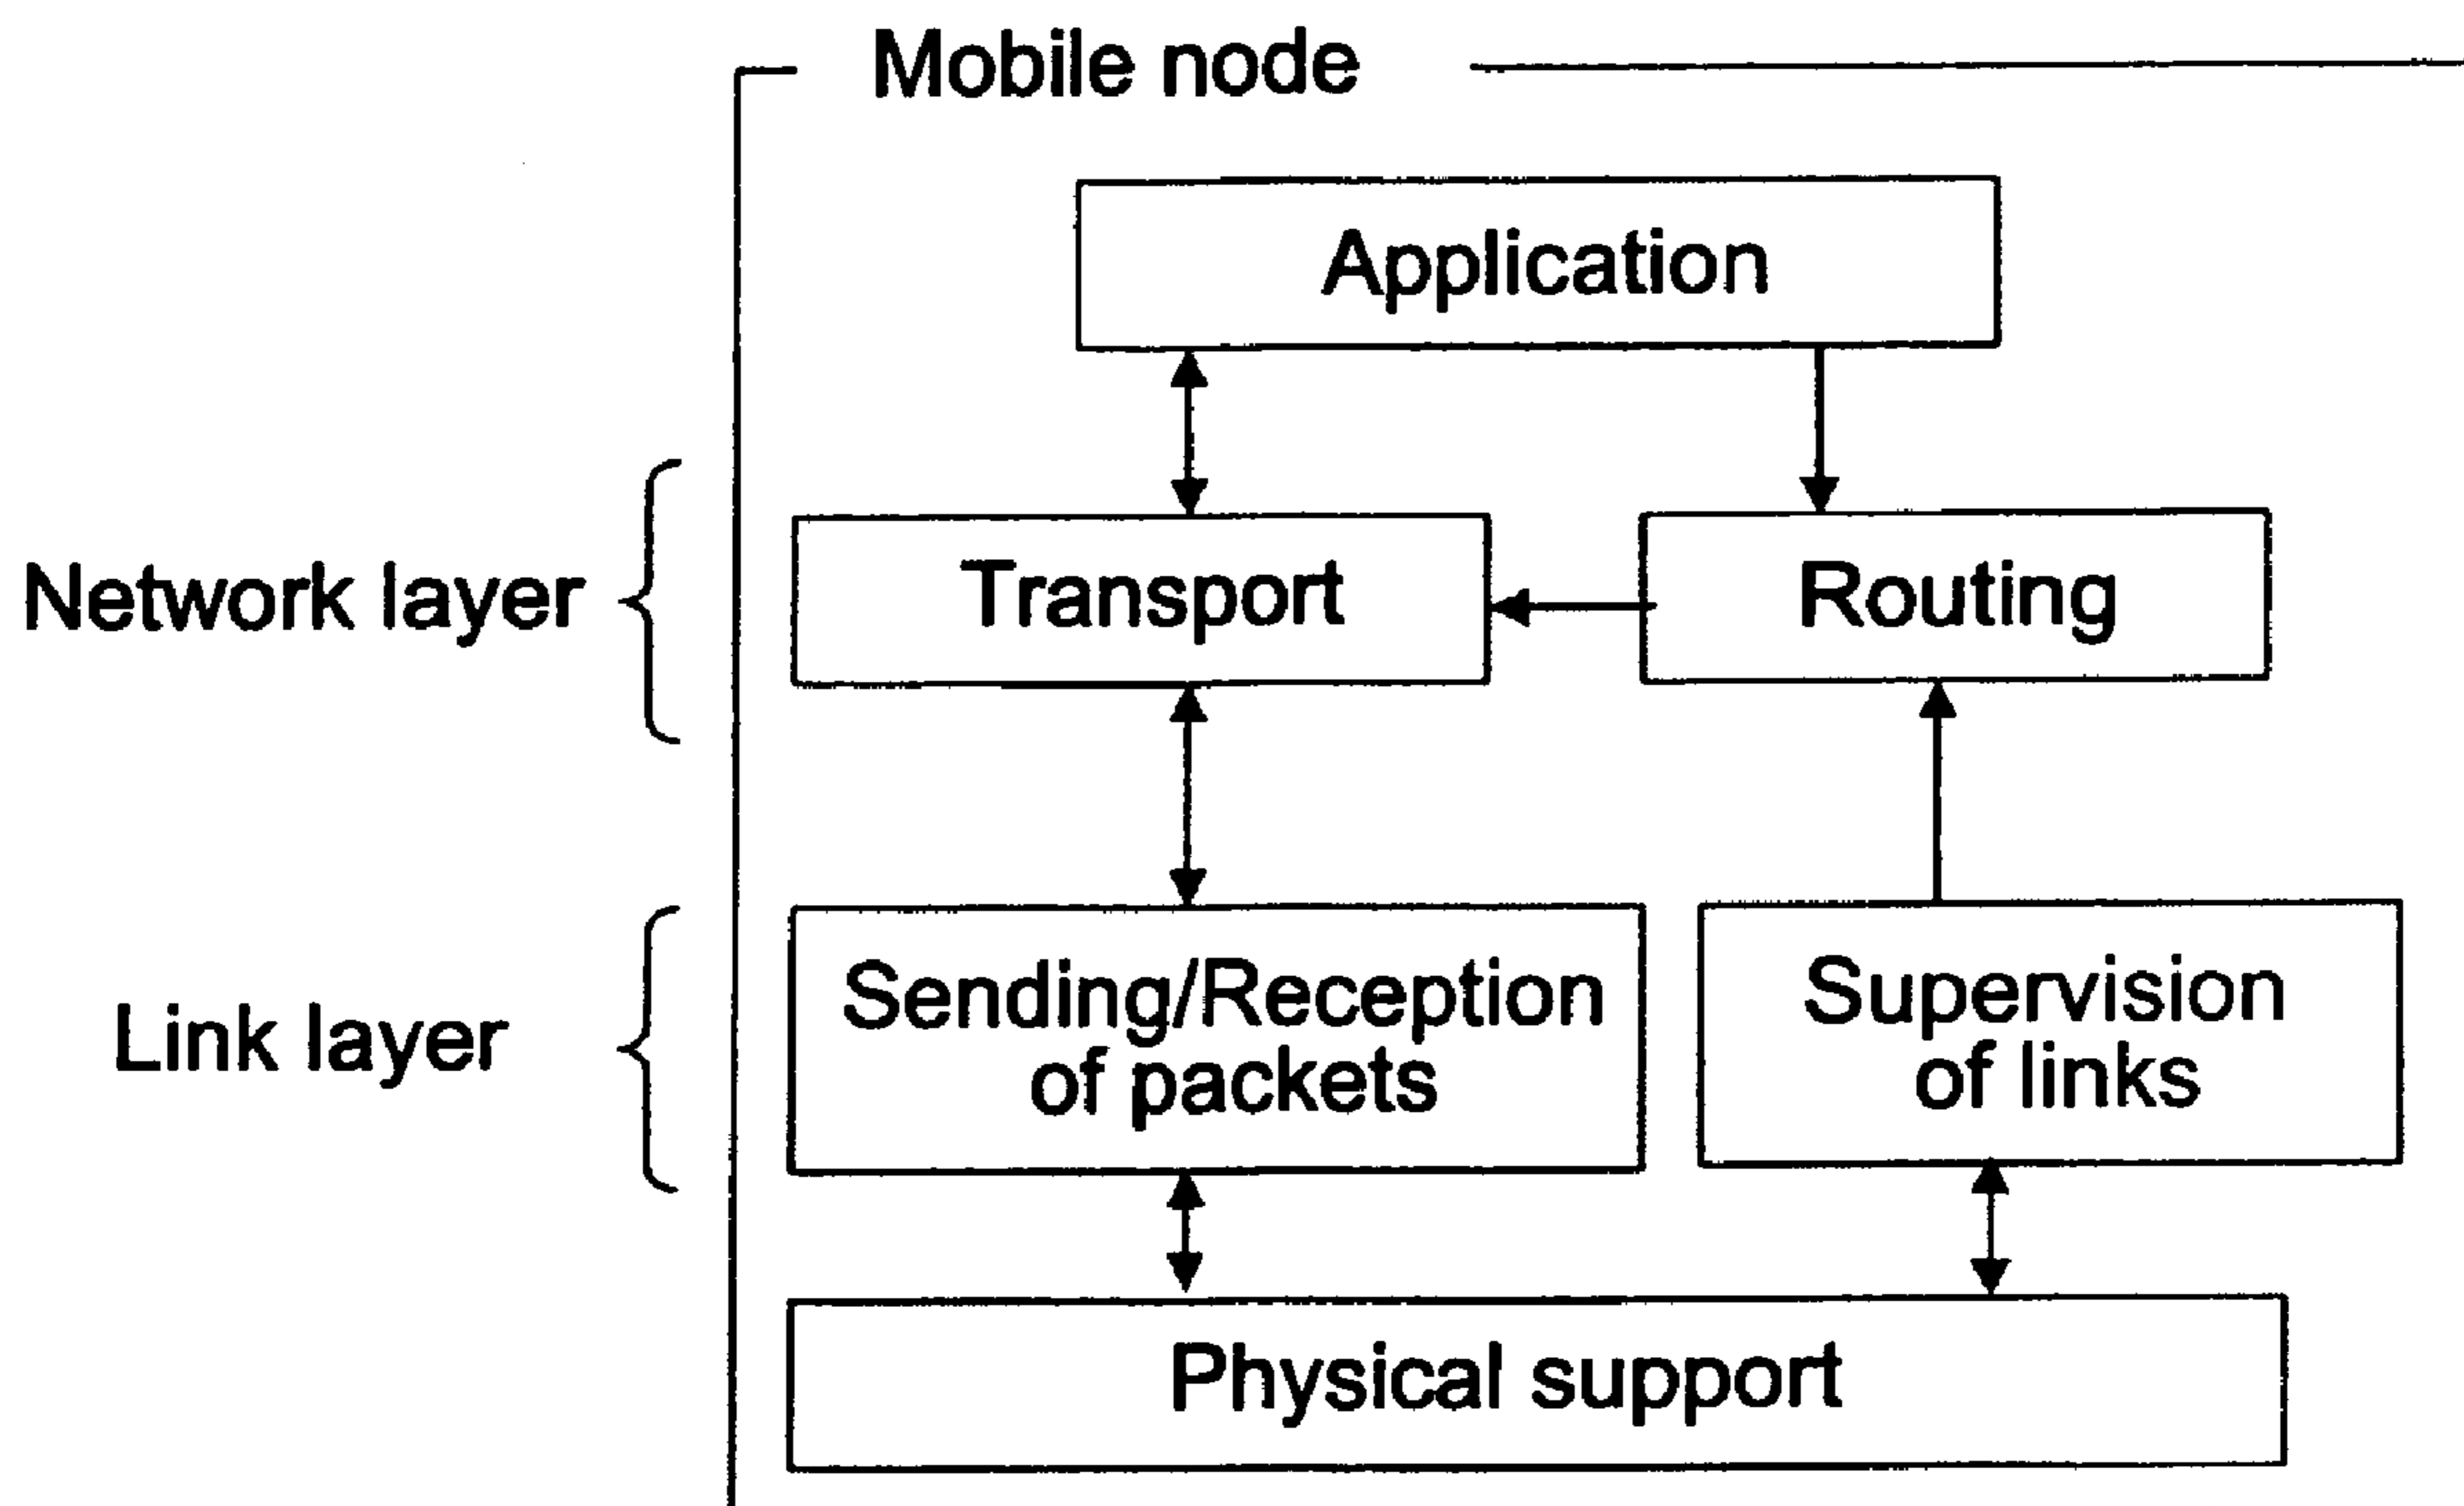 Mobile node
Application
Network layer
Transport
Routing
Link layer
Sending/Reception
of packets
Supervision
of links
Physical support